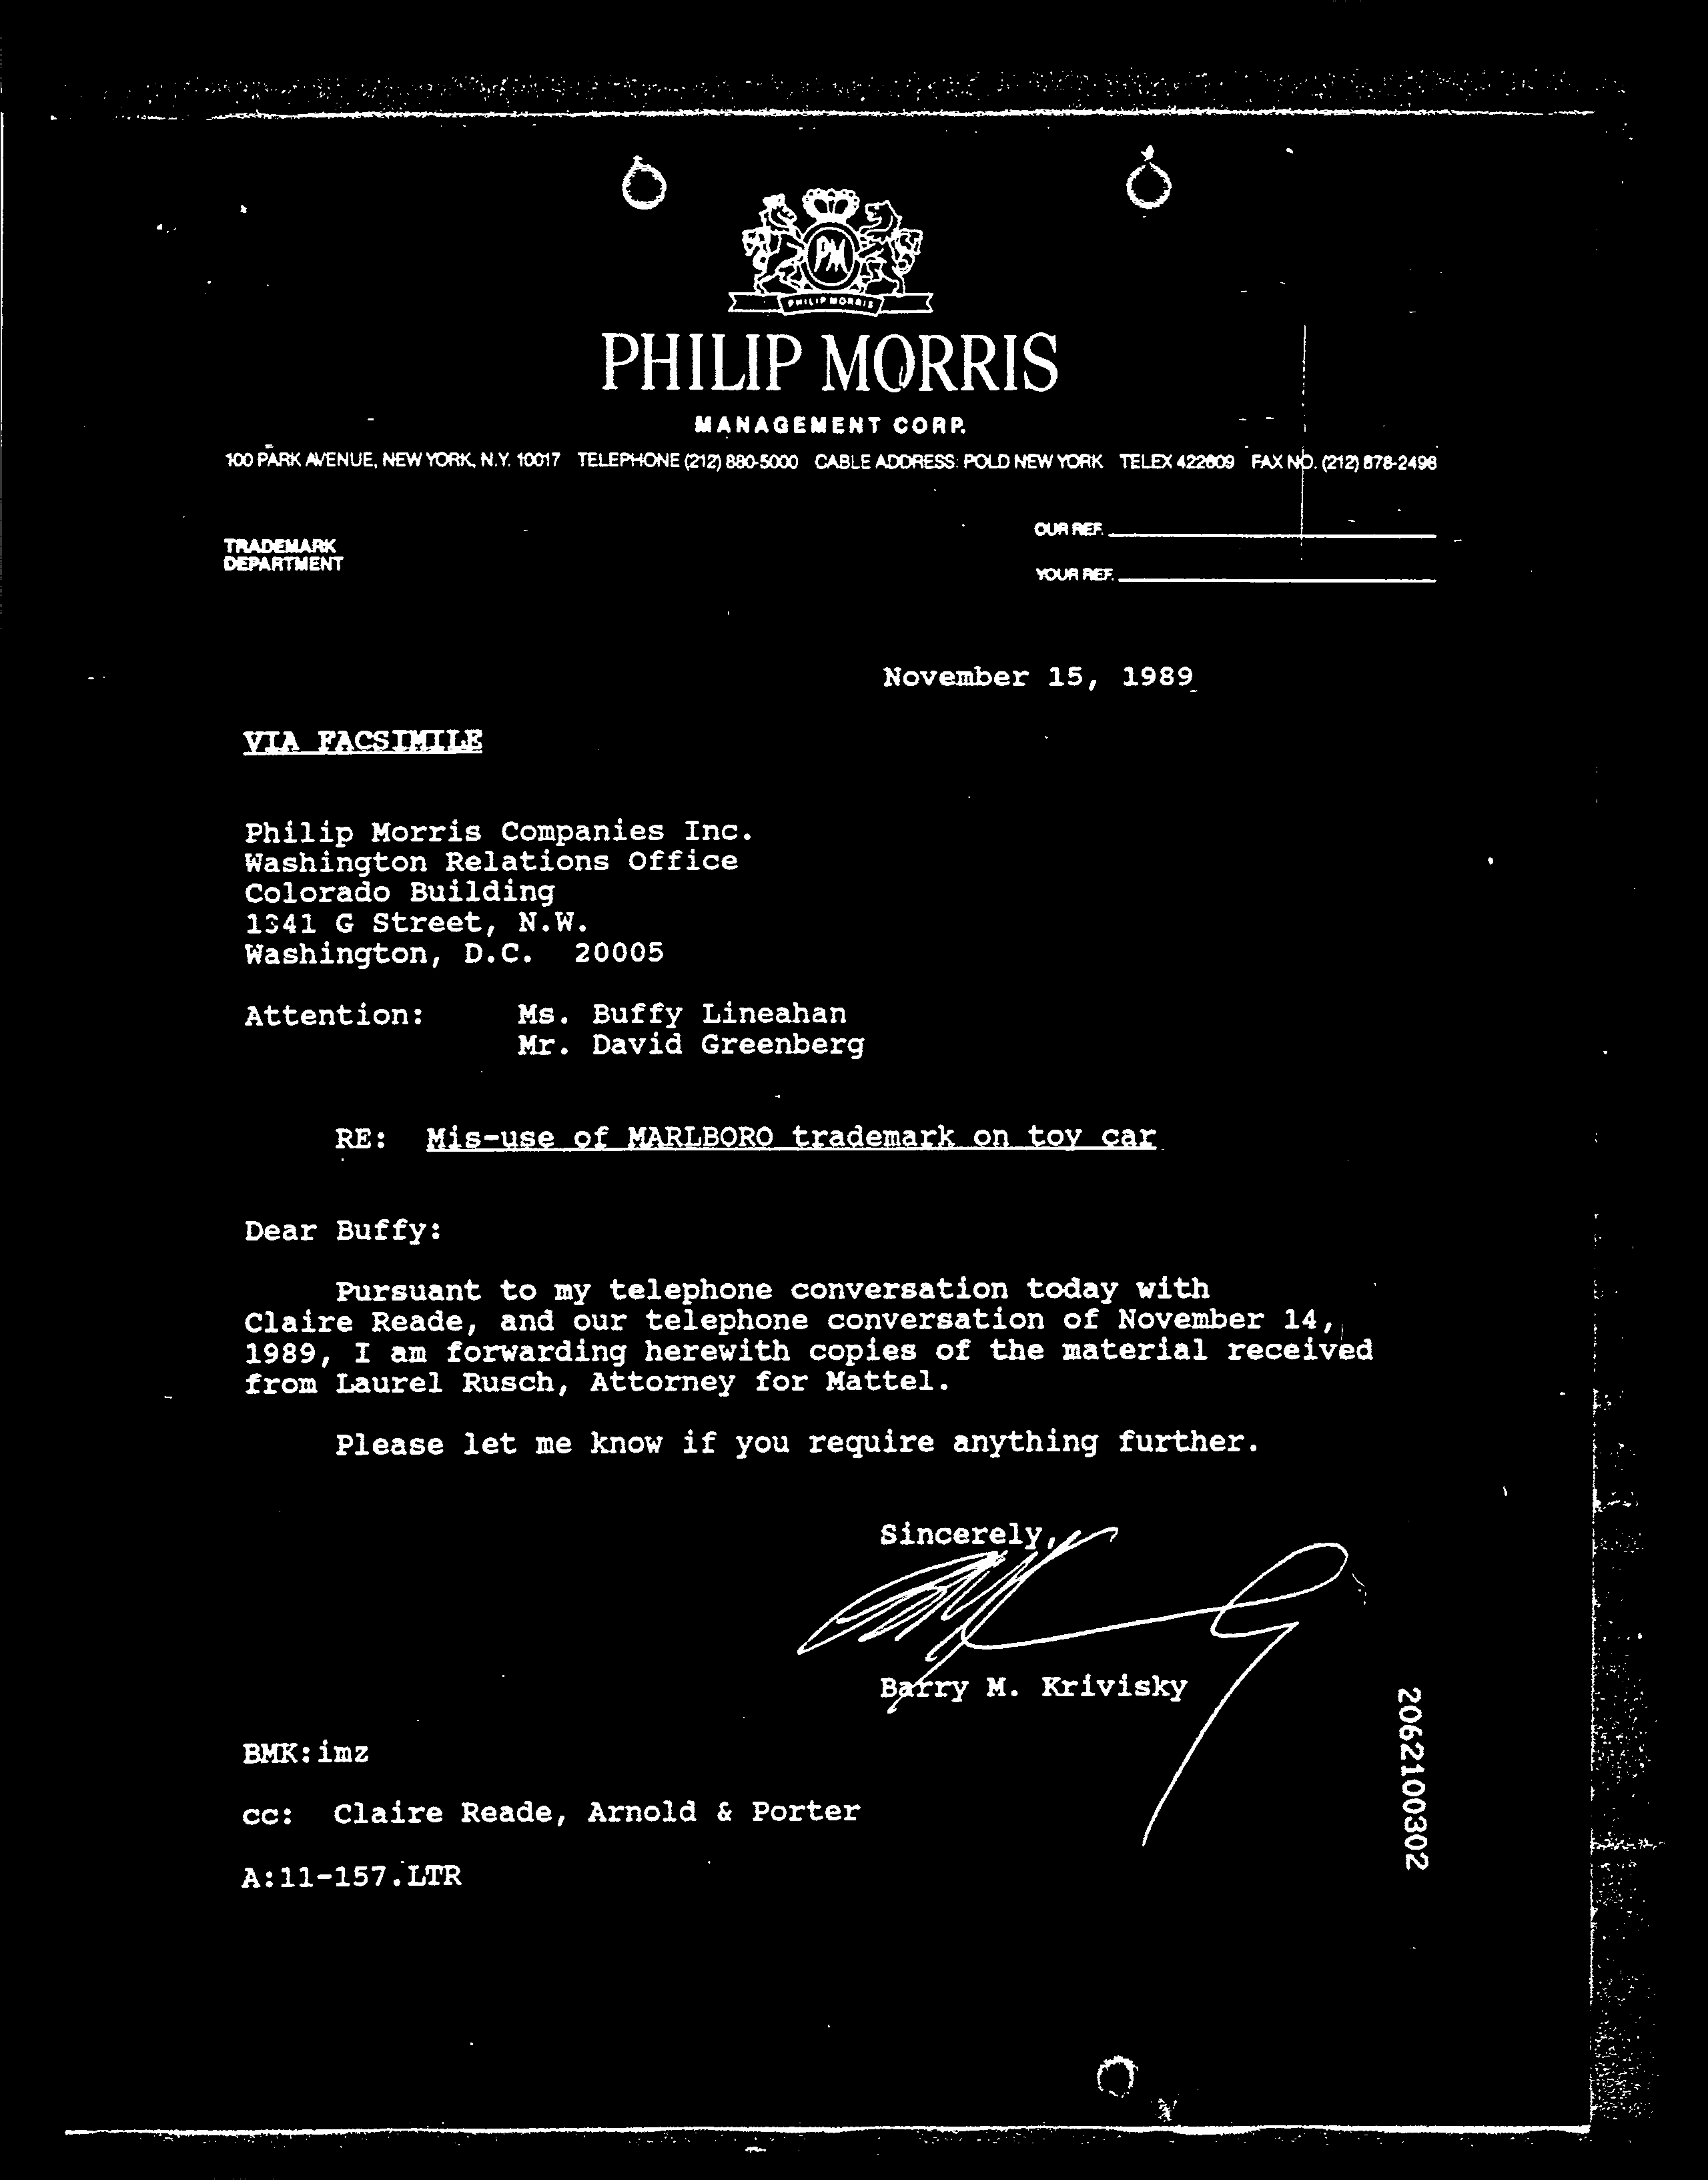 PM
PHILIP MORRIS
PHILIP MORRIS
MANAGEMENT CORP.
100 PARK AVENUE, NEW YORK, N.Y. 10017 TELEPHONE (212) 880-5000 CABLE ADDRESS: POLD NEW YORK TELEX 422609 FAX NO. (212) 878-2498
TRADEMARK
DEPARTMENT
OUR REF.
YOUR REF.
November 15, 1989
VIA FACSIMILE
Philip Morris Companies Inc.
Washington Relations Office
Colorado Building
1341 G Street, N.W.
Washington, D.C. 20005
Attention: Ms. Buffy Lineahan
Mr. David Greenberg
RE: Mis-use of MARLBORO trademark on toy car
Dear Buffy:
Pursuant to my telephone conversation today with
Claire Reade, and our telephone conversation of November 14,
1989, I am forwarding herewith copies of the material received
from Laurel Rusch, Attorney for Mattel.
Please let me know if you require anything further.
Sincerely,
Barry M. Krivisky
BMK:imz
cc: Claire Reade, Arnold & Porter
A:11-157.LTR
2062100302